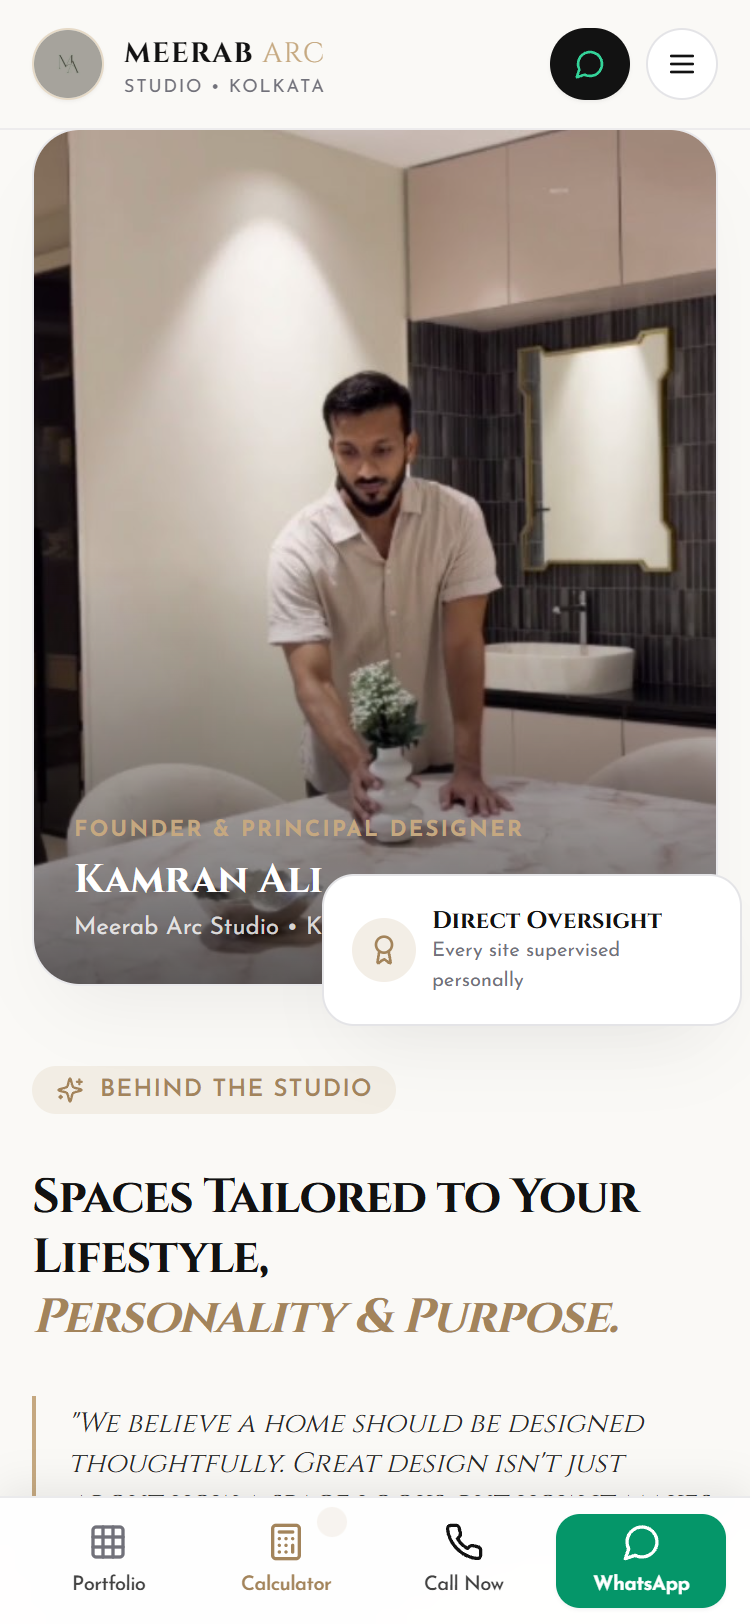 MEERAB ARC
STUDIO • KOLKATA
FOUNDER & PRINCIPAL DESIGNER
KAMRAN ALI
Meerab Arc Studio • K
DIRECT OVERSIGHT
Every site supervised
personally
BEHIND THE STUDIO
SPACES TAILORED TO YOUR
LIFESTYLE,
PERSONALITY & PURPOSE.
"WE BELIEVE A HOME SHOULD BE DESIGNED
THOUGHTFULLY. GREAT DESIGN ISN'T JUST
Portfolio
Calculator
Call Now
WhatsApp